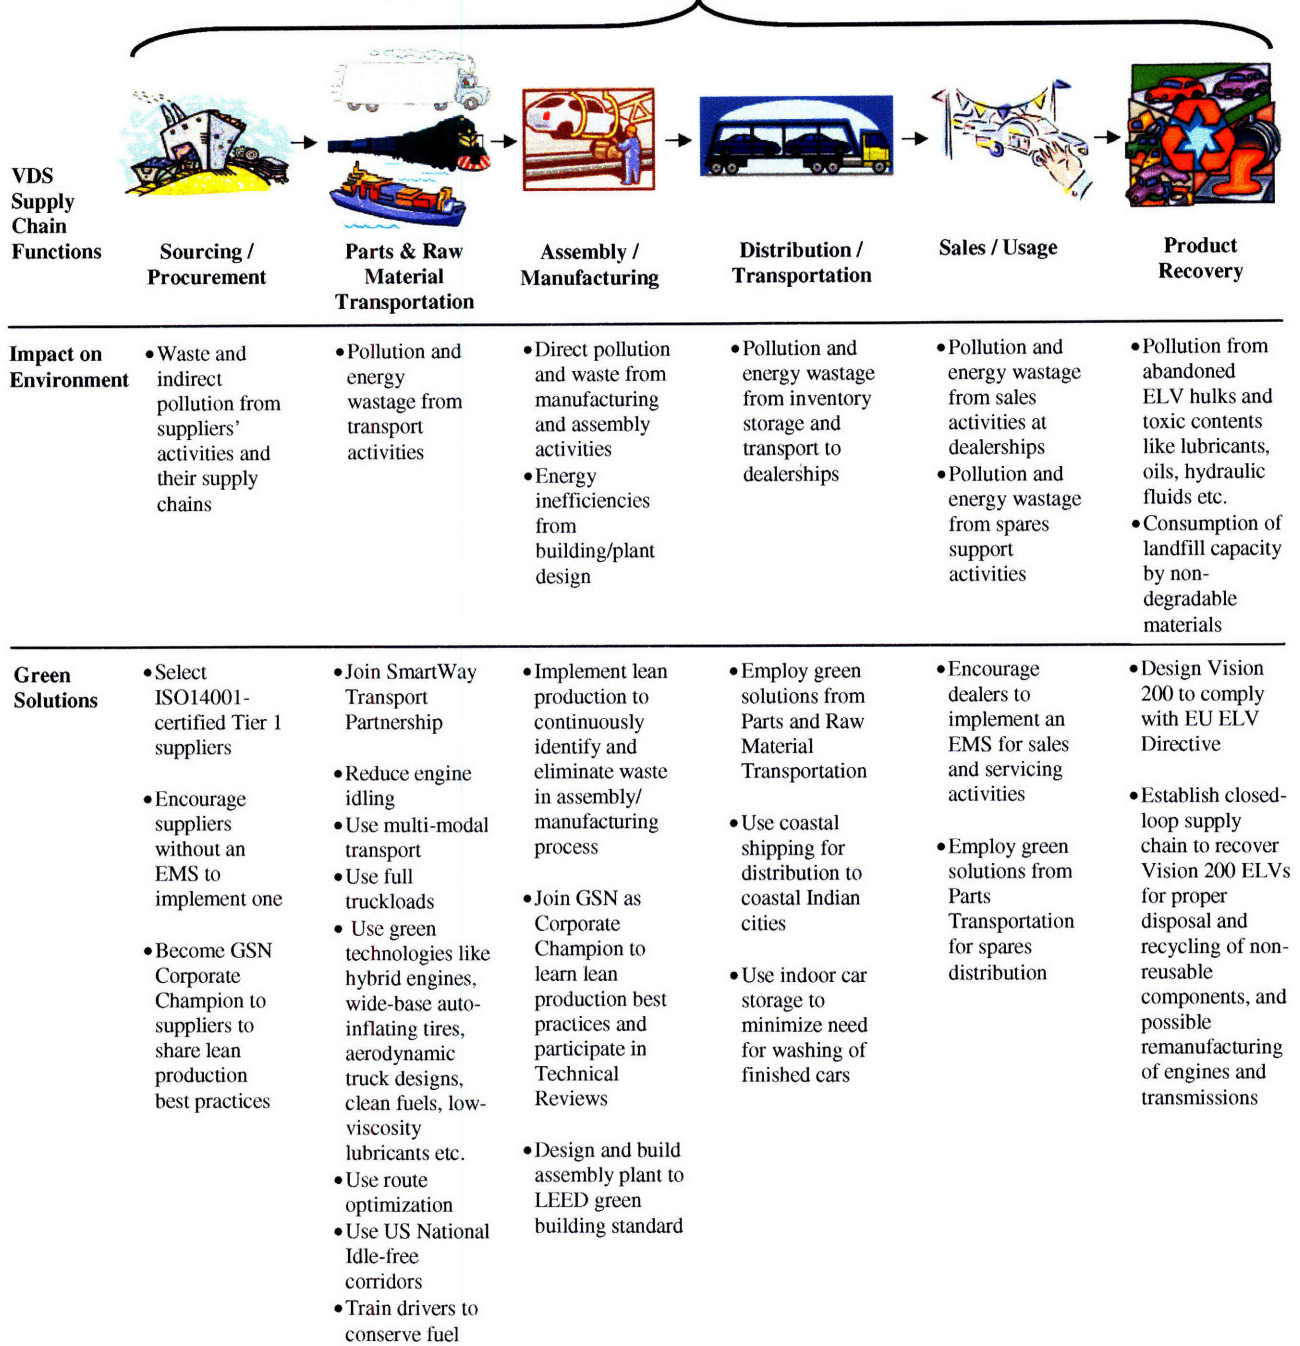 VDS
Supply
Chain
Functions
Sourcing /
Procurement
Parts & Raw
Material
Transportation
Assembly /
Manufacturing
Distribution /
Transportation
Sales / Usage
Product
Recovery
Impact on
Environment
• Waste and
indirect
pollution from
suppliers'
activities and
their supply
chains
• Pollution and
energy
wastage from
transport
activities
• Direct pollution
and waste from
manufacturing
and assembly
activities
• Energy
inefficiencies
from
building/plant
design
• Pollution and
energy wastage
from inventory
storage and
transport to
dealerships
• Pollution and
energy wastage
from sales
activities at
dealerships
• Pollution and
energy wastage
from spares
support
activities
• Pollution from
abandoned
ELV hulks and
toxic contents
like lubricants,
oils, hydraulic
fluids etc.
• Consumption of
landfill capacity
by non-
degradable
materials
Green
Solutions
• Select
ISO14001-
certified Tier 1
suppliers
• Encourage
suppliers
without an
EMS to
implement one
• Become GSN
Corporate
Champion to
suppliers to
share lean
production
best practices
• Join SmartWay
Transport
Partnership
• Reduce engine
idling
• Use multi-modal
transport
• Use full
truckloads
• Use green
technologies like
hybrid engines,
wide-base auto-
inflating tires,
aerodynamic
truck designs,
clean fuels, low-
viscosity
lubricants etc.
• Use route
optimization
• Use US National
Idle-free
corridors
• Train drivers to
conserve fuel
• Implement lean
production to
continuously
identify and
eliminate waste
in assembly/
manufacturing
process
• Join GSN as
Corporate
Champion to
learn lean
production best
practices and
participate in
Technical
Reviews
• Design and build
assembly plant to
LEED green
building standard
• Employ green
solutions from
Parts and Raw
Material
Transportation
• Use coastal
shipping for
distribution to
coastal Indian
cities
• Use indoor car
storage to
minimize need
for washing of
finished cars
• Encourage
dealers to
implement an
EMS for sales
and servicing
activities
• Employ green
solutions from
Parts
Transportation
for spares
distribution
• Design Vision
200 to comply
with EU ELV
Directive
• Establish closed-
loop supply
chain to recover
Vision 200 ELVs
for proper
disposal and
recycling of non-
reusable
components, and
possible
remanufacturing
of engines and
transmissions